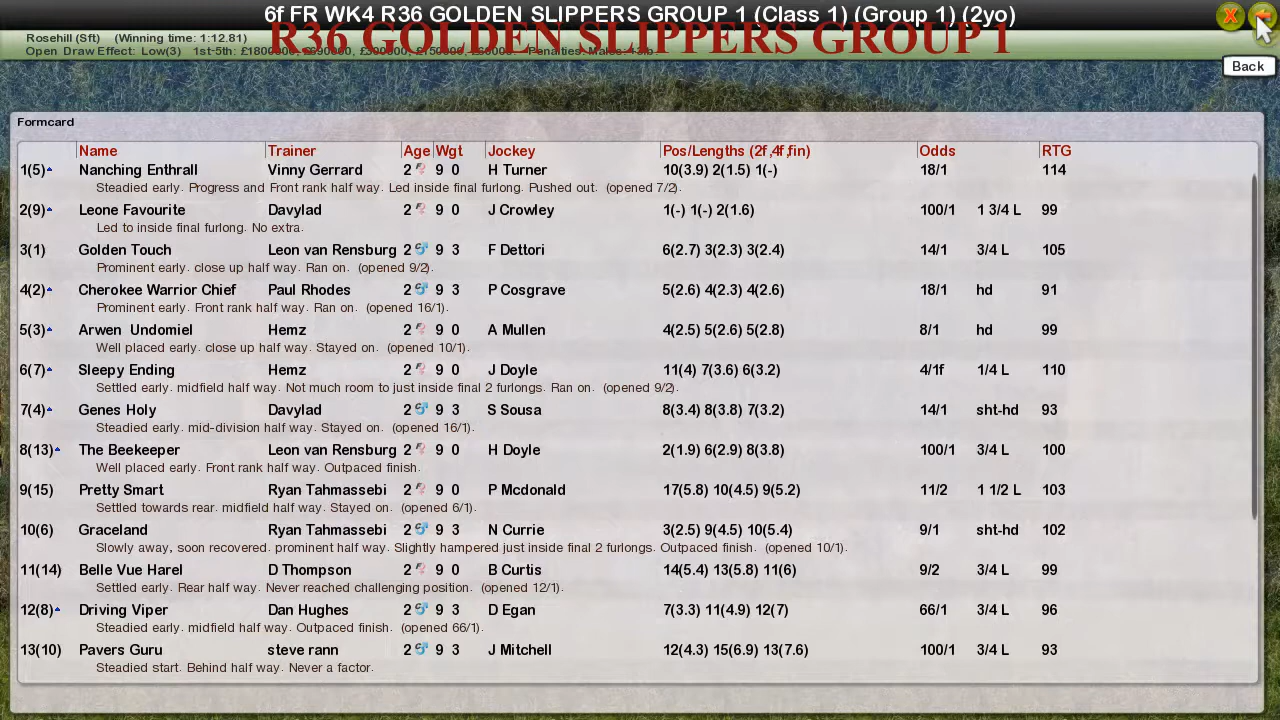 6f FR WK4 R36 GOLDEN SLIPPERS GROUP 1 (Class 1) (Group 1) (2yo)
R36 GOLDEN SLIPPERS GROUP 1
Rosehill (Sft) (Winning time: 1:12.81)
Open Draw Effect: Low(3) 1st-5th: Penalties: Males +3lb
X
Back
Formcard
Name Trainer Age Wgt Jockey Pos/Lengths (2f,4f,fin) Odds RTG
1(5) Nanching Enthrall Vinny Gerrard 2 9 0 H Turner 10(3.9) 2(1.5) 1(-) 18/1 114
Steadied early. Progress and Front rank half way. Led inside final furlong. Pushed out. (opened 7/2).
2(9) Leone Favourite Davylad 2 9 0 J Crowley 1(-) 1(-) 2(1.6) 100/1 1 3/4 L 99
Led to inside final furlong. No extra.
3(1) Golden Touch Leon van Rensburg 2 9 3 F Dettori 6(2.7) 3(2.3) 3(2.4) 14/1 3/4 L 105
Prominent early. close up half way. Ran on. (opened 9/2).
4(2) Cherokee Warrior Chief Paul Rhodes 2 9 3 P Cosgrave 5(2.6) 4(2.3) 4(2.6) 18/1 hd 91
Prominent early. Front rank half way. Ran on. (opened 16/1).
5(3) Arwen Undomiel Hemz 2 9 0 A Mullen 4(2.5) 5(2.6) 5(2.8) 8/1 hd 99
Well placed early. close up half way. Stayed on. (opened 10/1).
6(7) Sleepy Ending Hemz 2 9 0 J Doyle 11(4) 7(3.6) 6(3.2) 4/1f 1/4 L 110
Settled early. midfield half way. Not much room to just inside final 2 furlongs. Ran on. (opened 9/2).
7(4) Genes Holy Davylad 2 9 3 S Sousa 8(3.4) 8(3.8) 7(3.2) 14/1 sht-hd 93
Steadied early. mid-division half way. Stayed on. (opened 16/1).
8(13) The Beekeeper Leon van Rensburg 2 9 0 H Doyle 2(1.9) 6(2.9) 8(3.8) 100/1 3/4 L 100
Well placed early. Front rank half way. Outpaced finish.
9(15) Pretty Smart Ryan Tahmassebi 2 9 0 P Mcdonald 17(5.8) 10(4.5) 9(5.2) 11/2 1 1/2 L 103
Settled towards rear. midfield half way. Stayed on. (opened 6/1).
10(6) Graceland Ryan Tahmassebi 2 9 3 N Currie 3(2.5) 9(4.5) 10(5.4) 9/1 sht-hd 102
Slowly away, soon recovered. prominent half way. Slightly hampered just inside final 2 furlongs. Outpaced finish. (opened 10/1).
11(14) Belle Vue Harel D Thompson 2 9 0 B Curtis 14(5.4) 13(5.8) 11(6) 9/2 3/4 L 99
Settled early. Rear half way. Never reached challenging position. (opened 12/1).
12(8) Driving Viper Dan Hughes 2 9 3 D Egan 7(3.3) 11(4.9) 12(7) 66/1 3/4 L 96
Steadied early. midfield half way. Outpaced finish. (opened 66/1).
13(10) Pavers Guru steve rann 2 9 3 J Mitchell 12(4.3) 15(6.9) 13(7.6) 100/1 3/4 L 93
Steadied start. Behind half way. Never a factor.